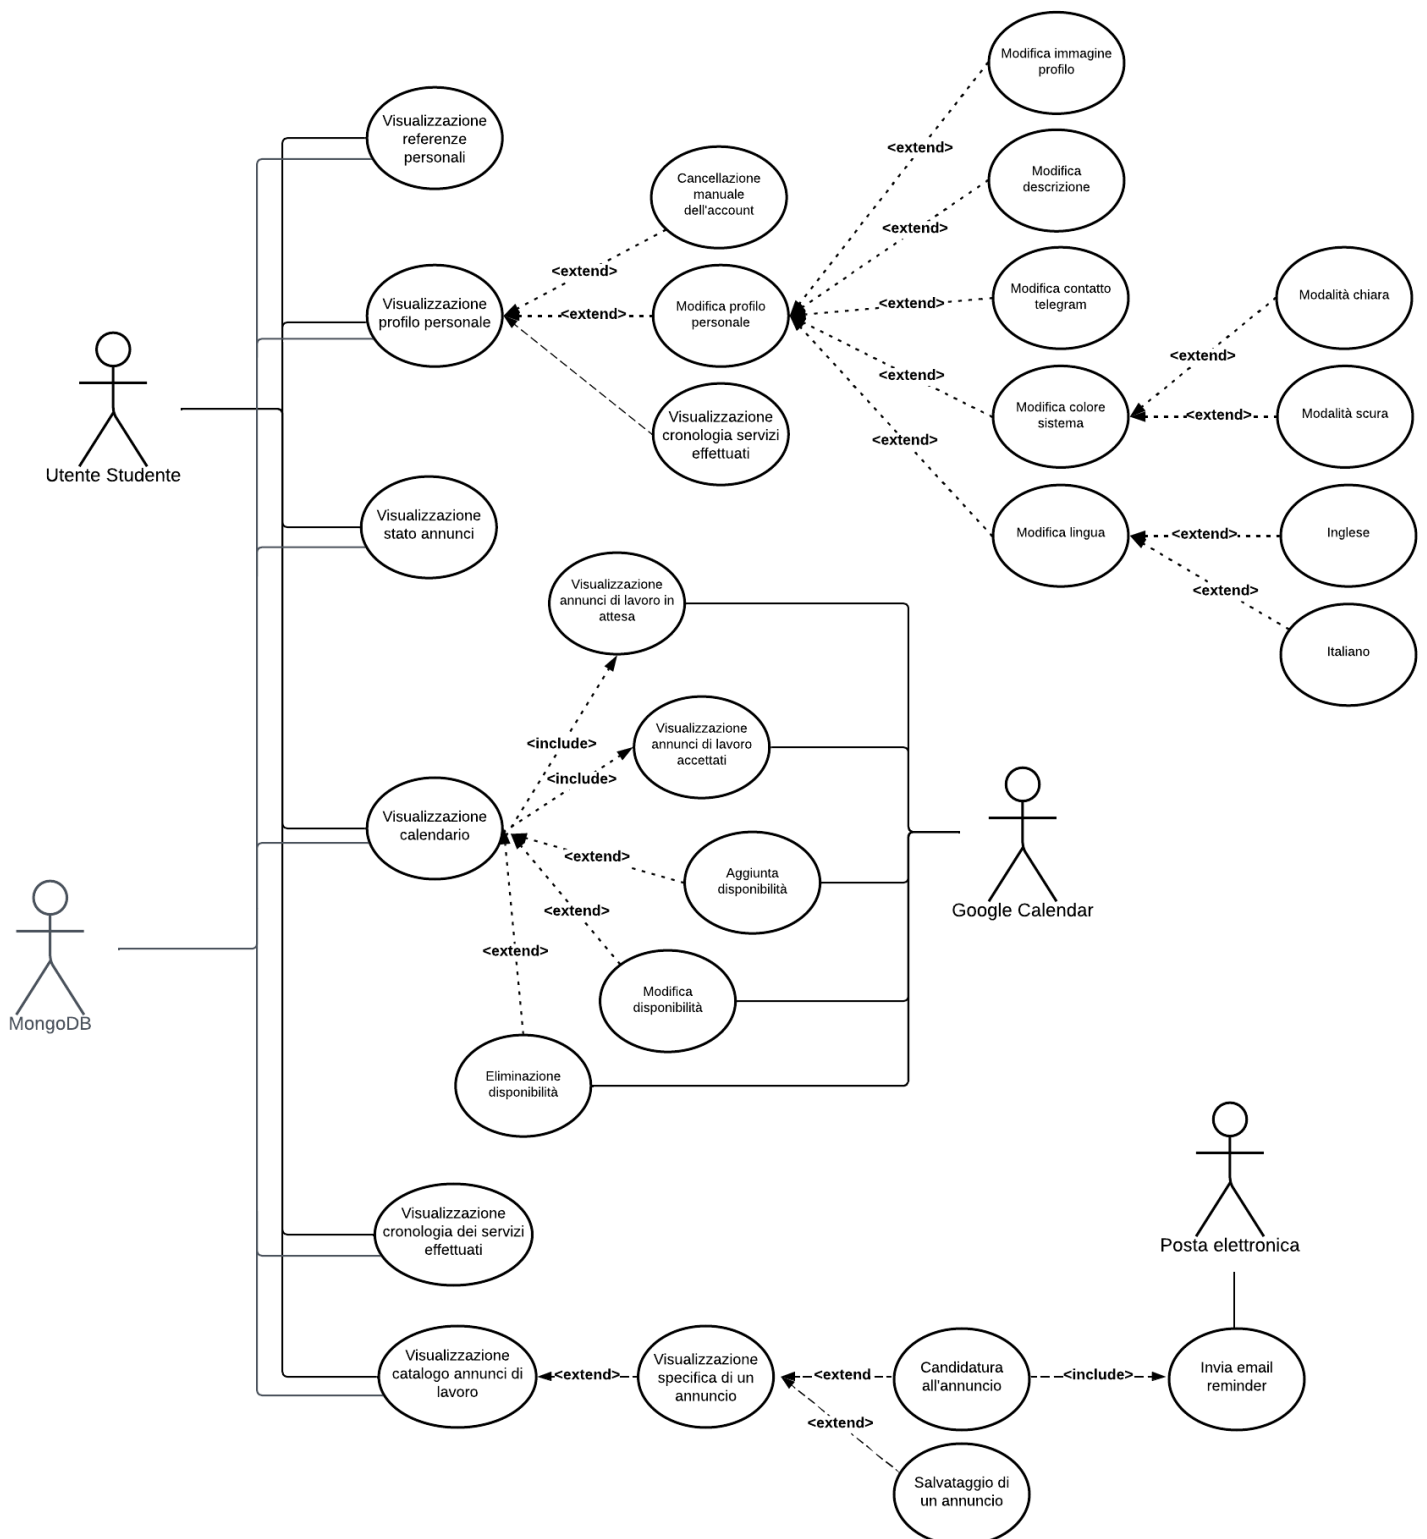 Modifica immagine
profilo
Visualizzazione
referenze
personali
<extend>
Cancellazione
manuale
dell'account
Modifica
descrizione
<extend>
<extend>
Visualizzazione
profilo personale
<extend>
Modifica profilo
personale
<extend>
Modifica contatto
telegram
Modalità chiara
<extend>
<extend>
Modifica colore
sistema
<extend>
Modalità scura
Visualizzazione
cronologia servizi
effettuati
<extend>
Utente Studente
Visualizzazione
stato annunci
Modifica lingua
<extend>
Inglese
Visualizzazione
annunci di lavoro in
attesa
<extend>
Italiano
<include>
Visualizzazione
annunci di lavoro
accettati
<include>
Visualizzazione
calendario
<extend>
Aggiunta
disponibilità
<extend>
Google Calendar
<extend>
Modifica
disponibilità
MongoDB
Eliminazione
disponibilità
Visualizzazione
cronologia dei servizi
effettuati
Posta elettronica
Visualizzazione
catalogo annunci di
lavoro
<extend>
Visualizzazione
specifica di un
annuncio
<extend
Candidatura
all'annuncio
<include>
Invia email
reminder
<extend>
Salvataggio di
un annuncio